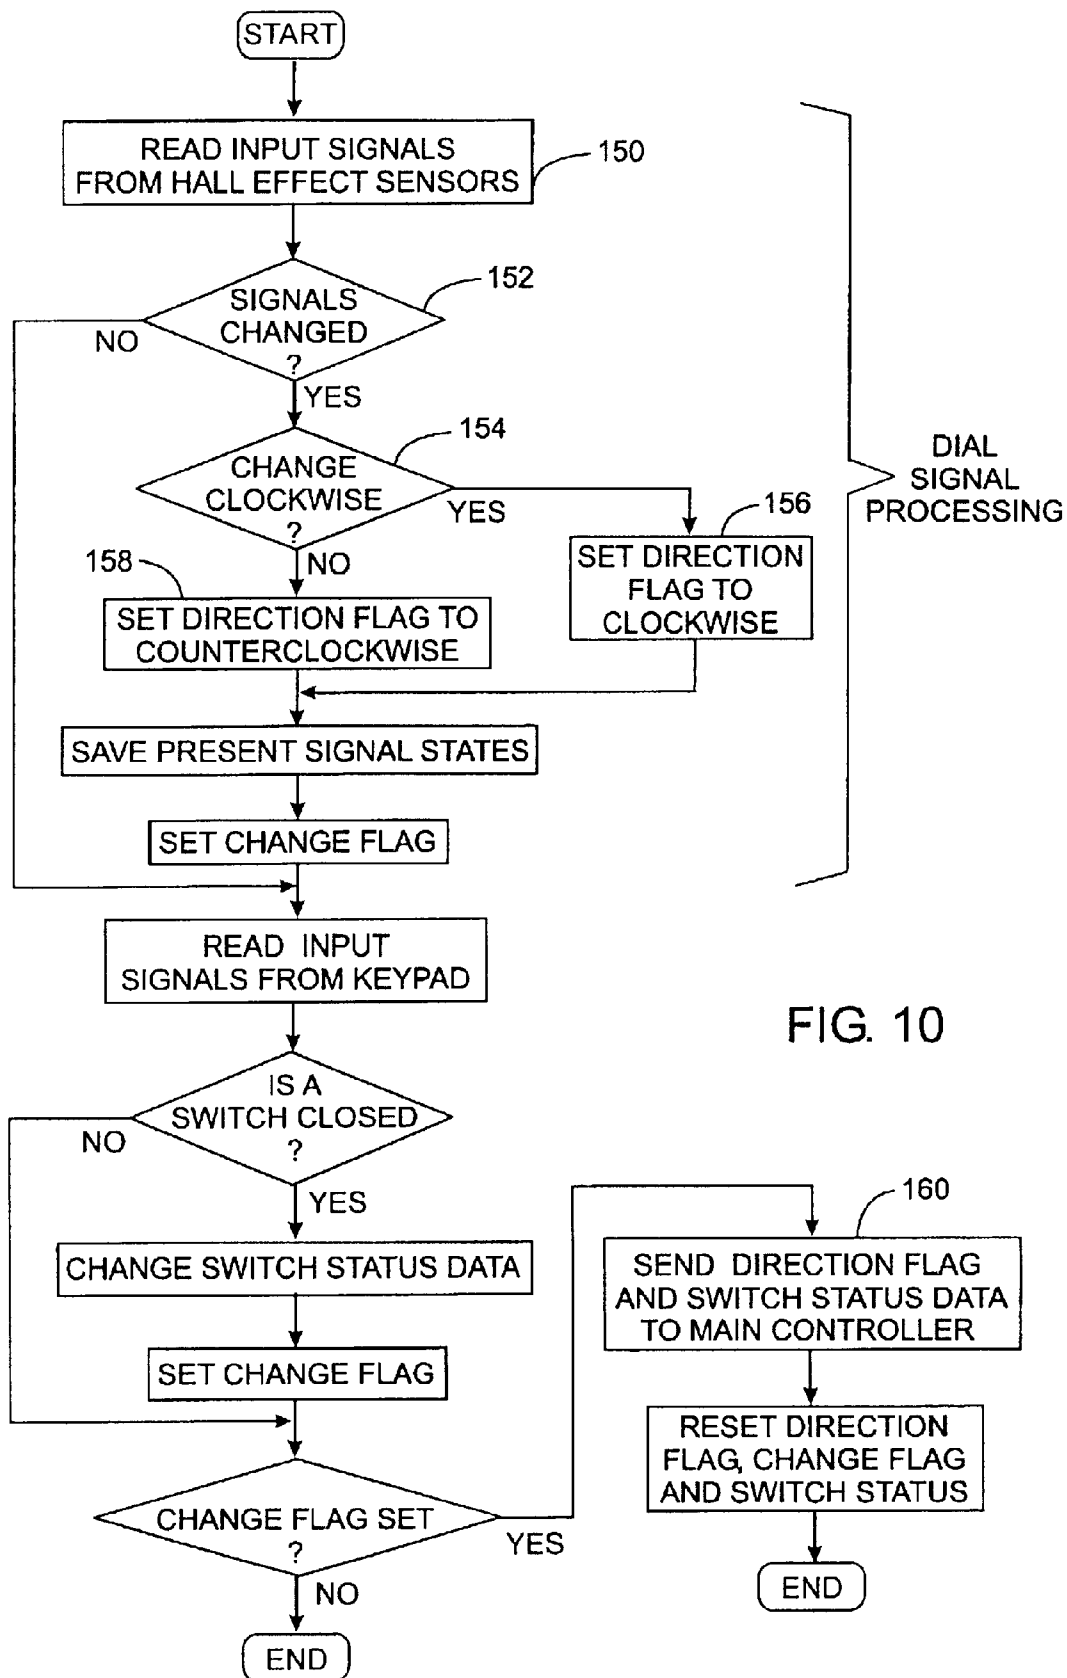 START
READ INPUT SIGNALS
FROM HALL EFFECT SENSORS
150
SIGNALS
CHANGED
?
152
NO
YES
CHANGE
CLOCKWISE
?
154
YES
NO
156
SET DIRECTION
FLAG TO
CLOCKWISE
158
SET DIRECTION FLAG TO
COUNTERCLOCKWISE
SAVE PRESENT SIGNAL STATES
SET CHANGE FLAG
DIAL
SIGNAL
PROCESSING
READ INPUT
SIGNALS FROM KEYPAD
FIG. 10
IS A
SWITCH CLOSED
?
NO
YES
CHANGE SWITCH STATUS DATA
SET CHANGE FLAG
CHANGE FLAG SET
?
YES
NO
END
160
SEND DIRECTION FLAG
AND SWITCH STATUS DATA
TO MAIN CONTROLLER
RESET DIRECTION
FLAG, CHANGE FLAG
AND SWITCH STATUS
END